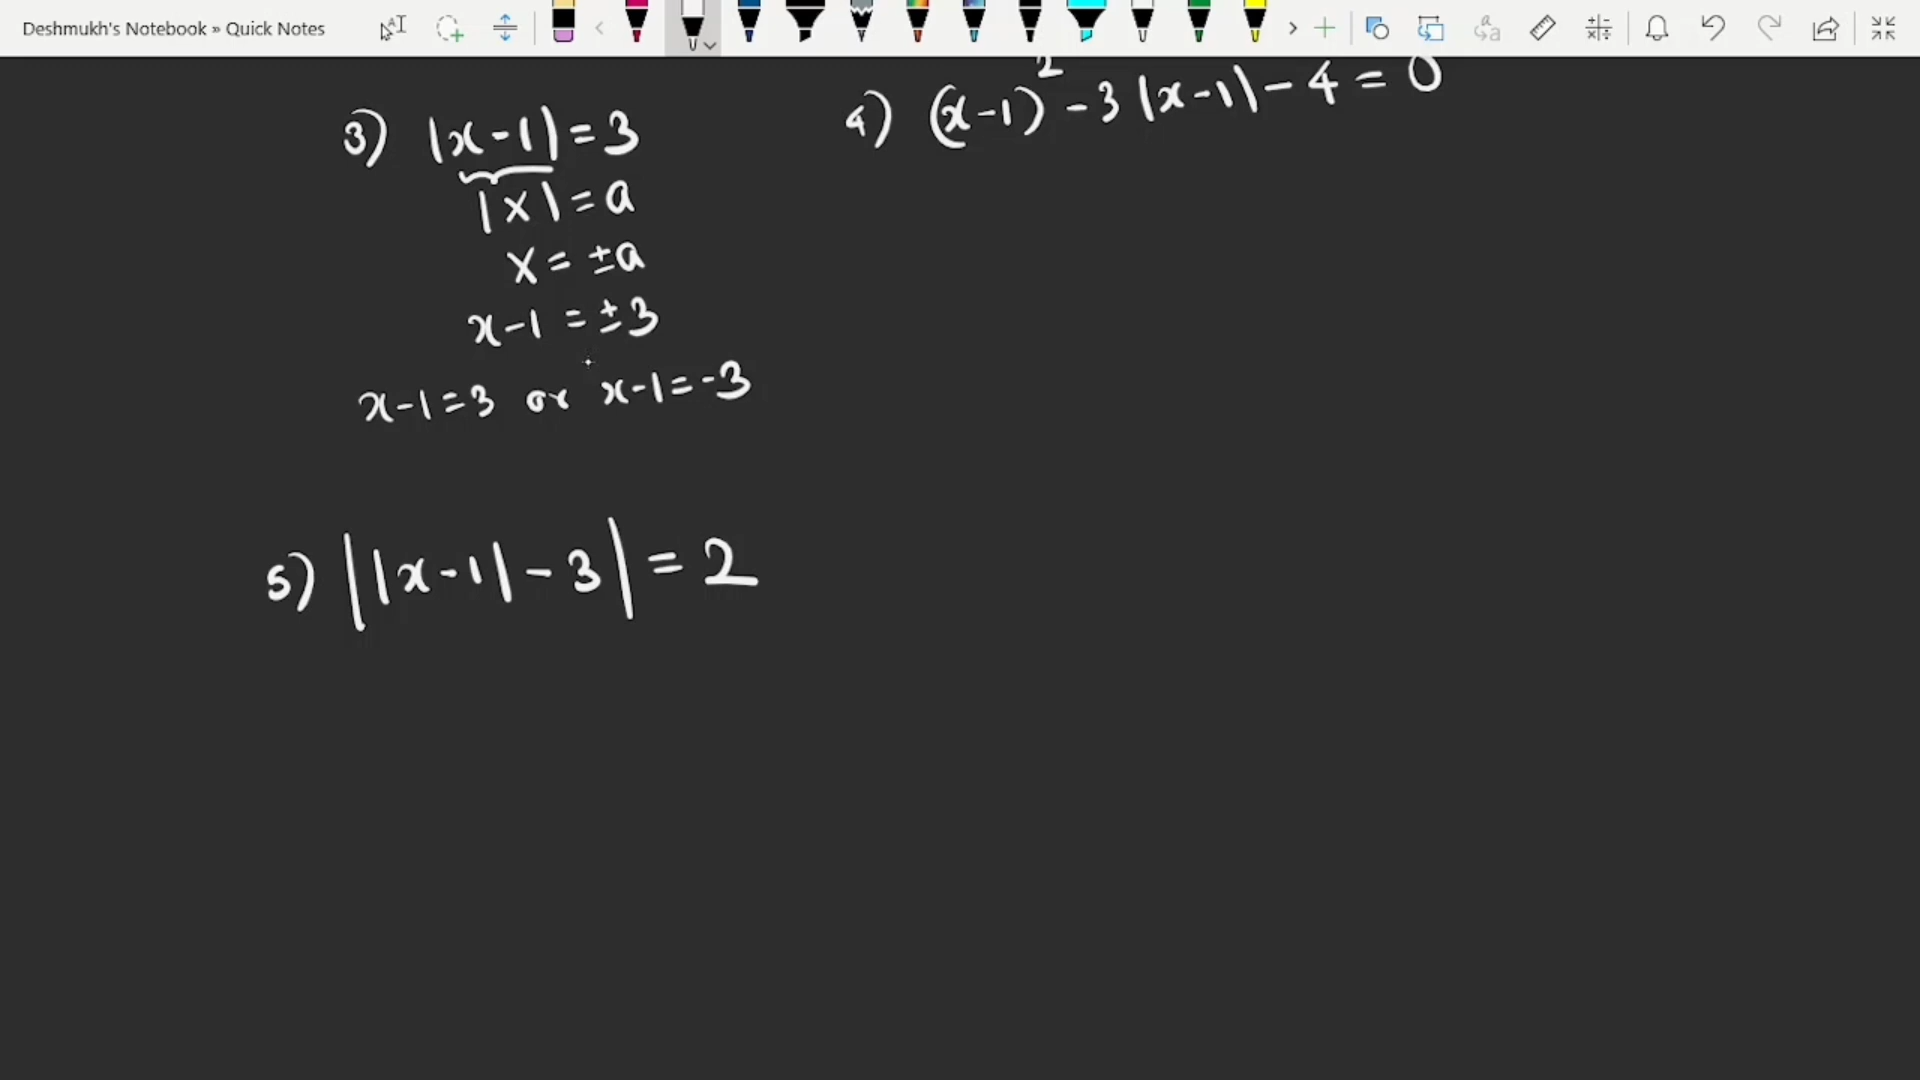 Deshmukh's Notebook » Quick Notes
3) |x-1| = 3
|X| = a
X = ±a
x-1 = ±3
x-1=3 or x-1=-3
4) (x-1)² - 3|x-1| - 4 = 0
5) ||x-1| - 3| = 2